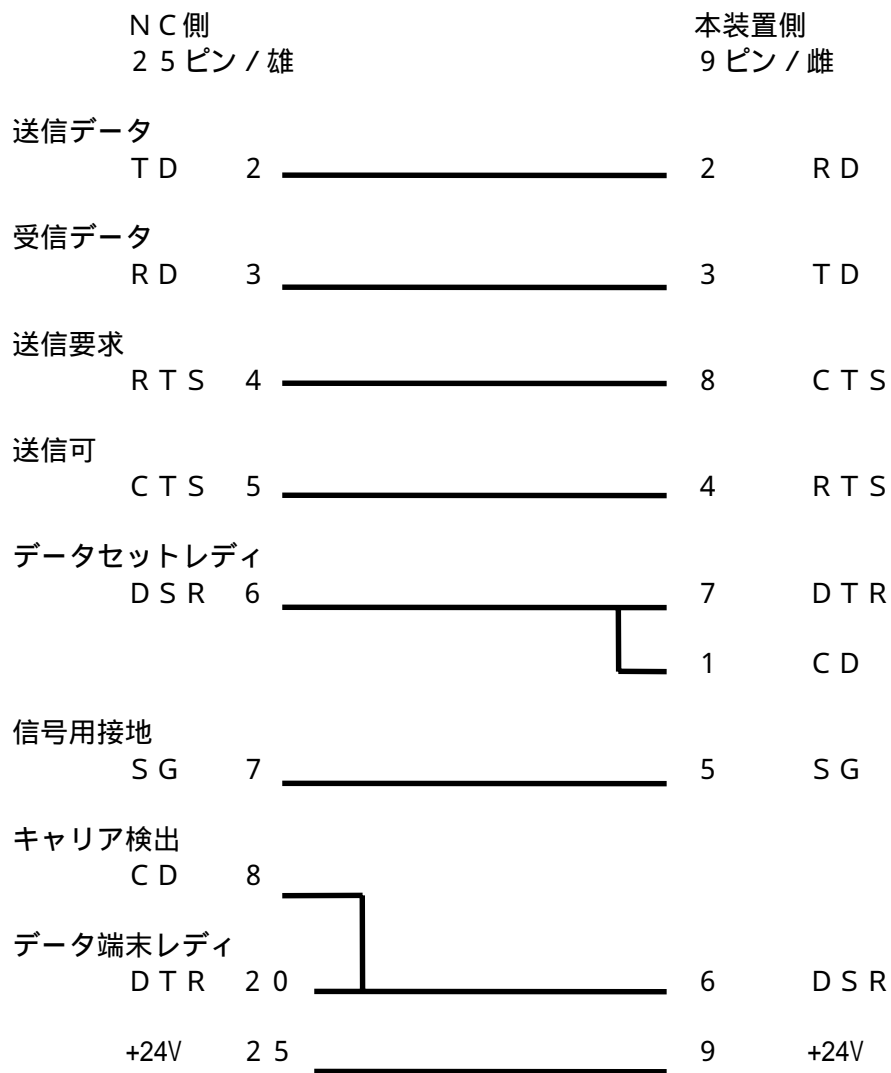 ＮＣ側 本装置側
２５ピン／雄 ９ピン／雌
送信データ
ＴＤ ２ ２ ＲＤ
受信データ
ＲＤ ３ ３ ＴＤ
送信要求
ＲＴＳ ４ ８ ＣＴＳ
送信可
ＣＴＳ ５ ４ ＲＴＳ
データセットレディ
ＤＳＲ ６ ７ ＤＴＲ
１ ＣＤ
信号用接地
ＳＧ ７ ５ ＳＧ
キャリア検出
ＣＤ ８
データ端末レディ
ＤＴＲ ２０ ６ ＤＳＲ
+24V ２５ ９ +24V